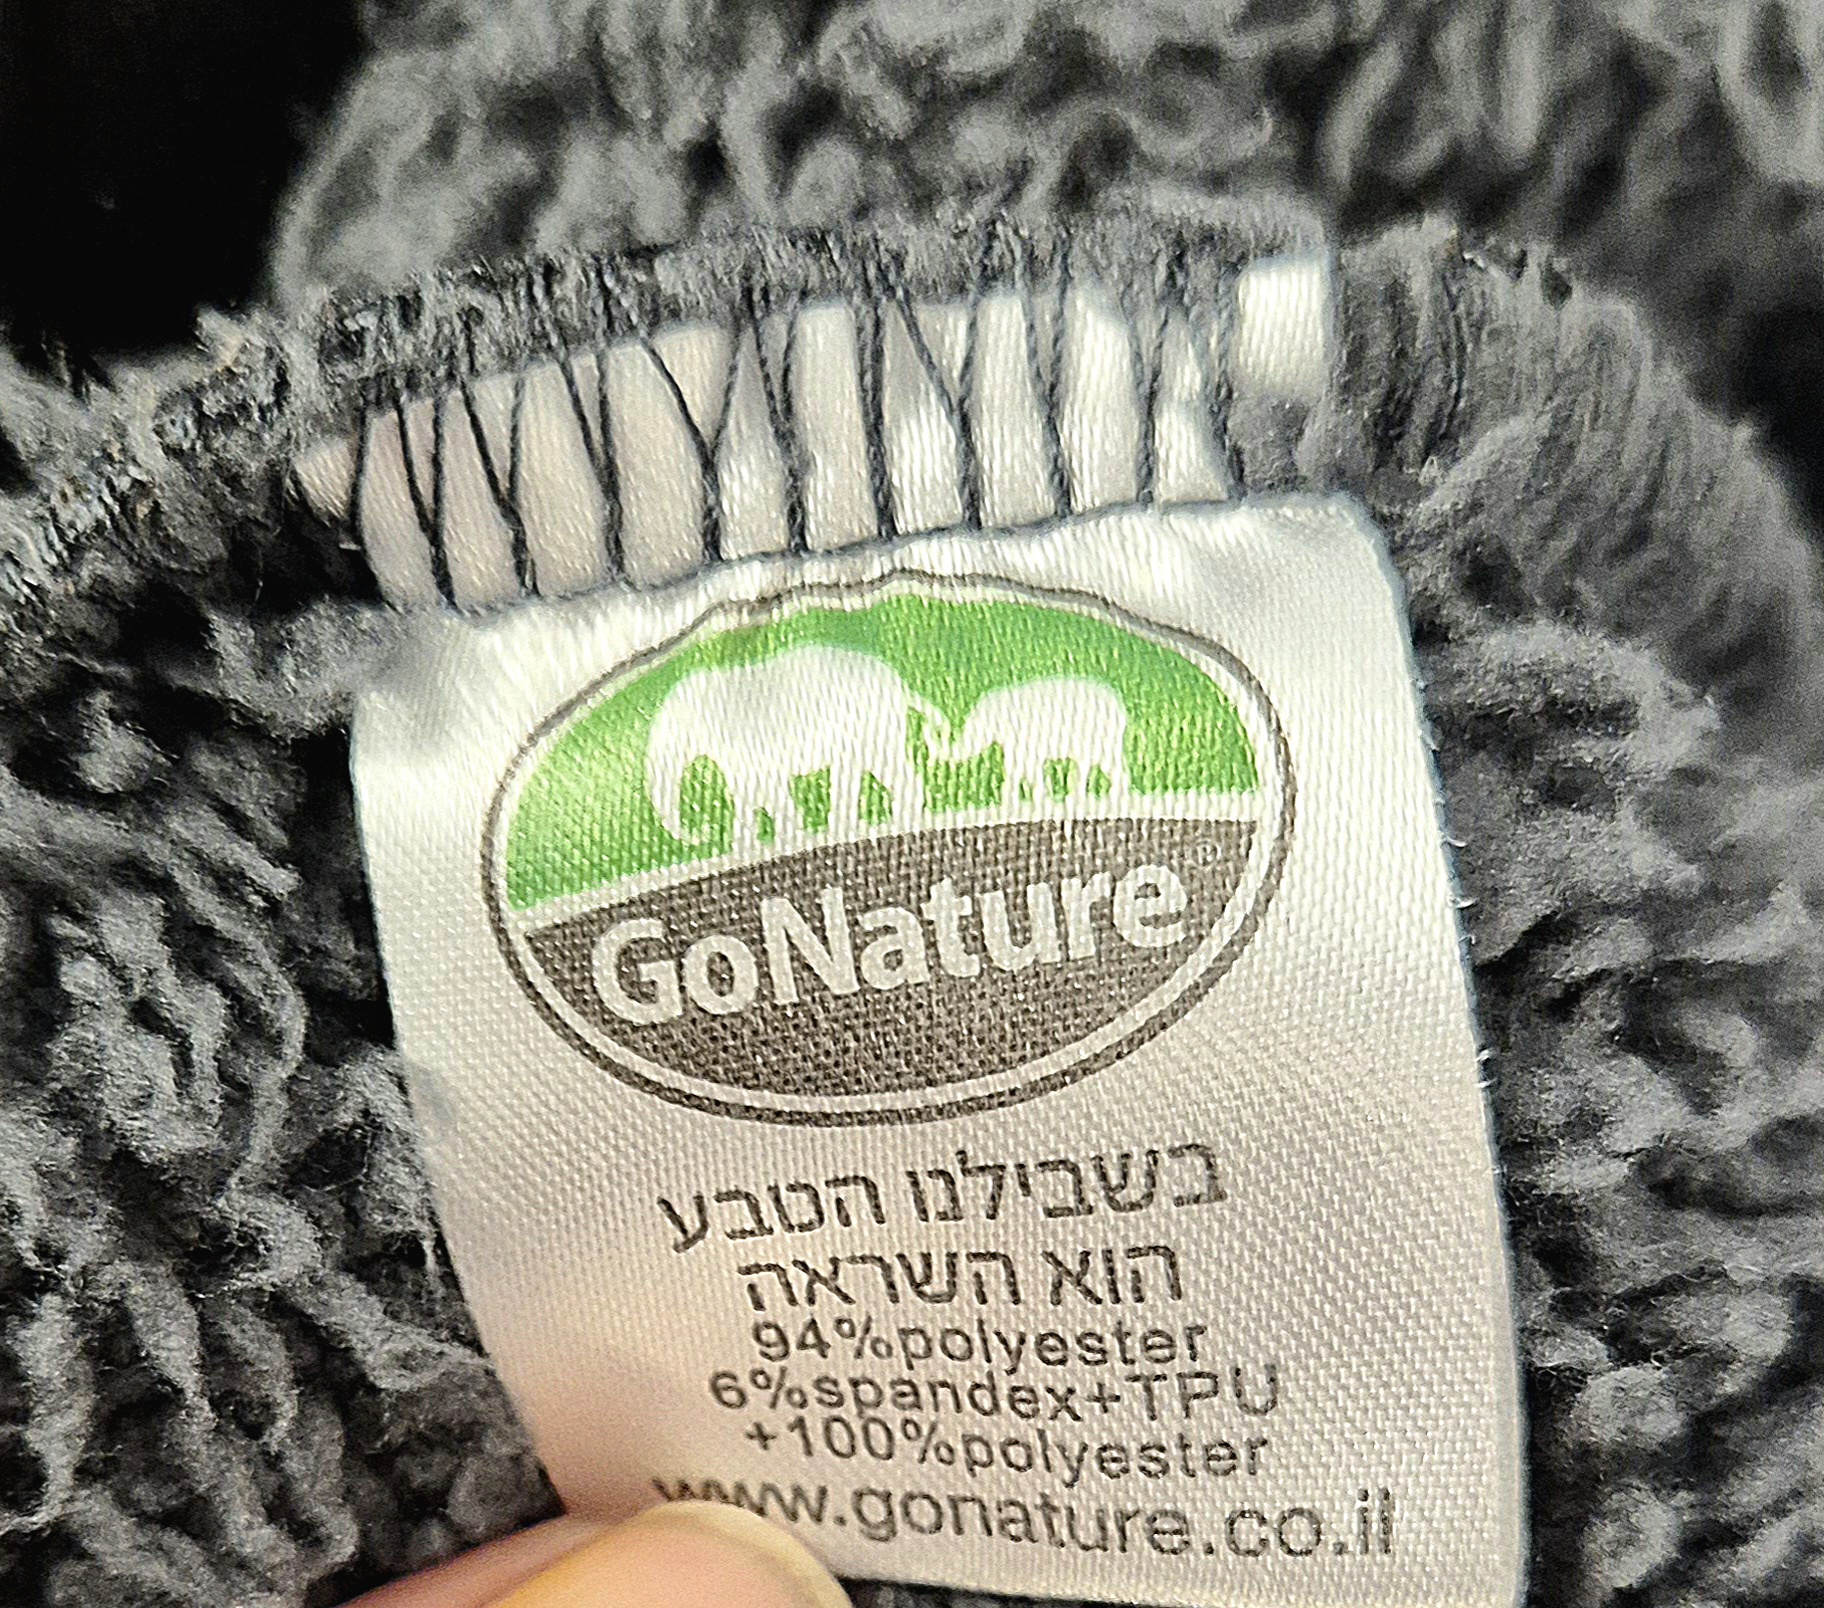 GoNature®
בשבילנו הטבע
הוא השראה
94%polyester
6%spandex+TPU
+100%polyester
www.gonature.co.il